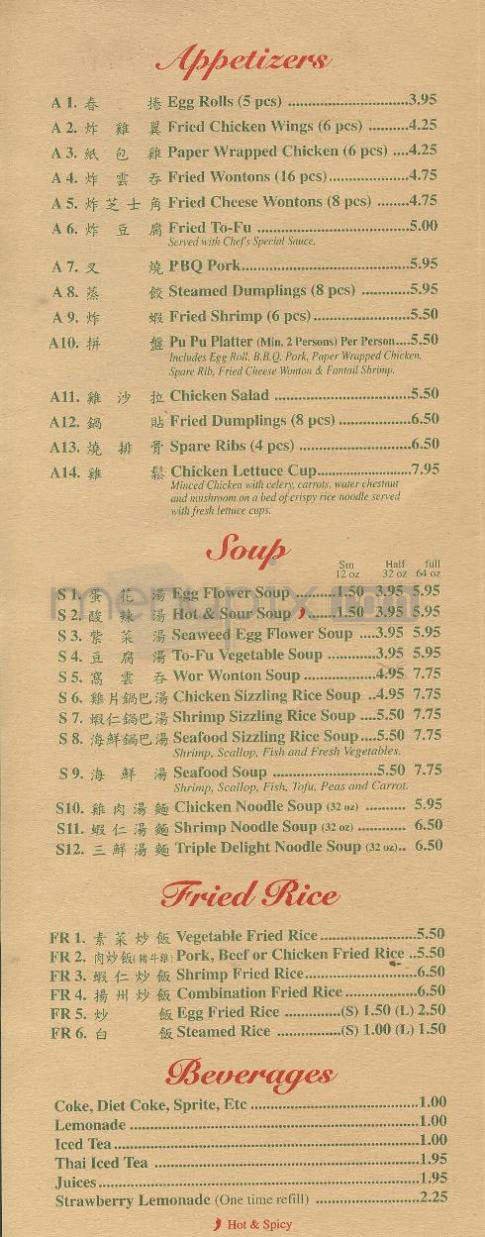 Appetizers
A 1. 春 捲 Egg Rolls (5 pcs) ..............................3.95
A 2. 炸 雞 翼 Fried Chicken Wings (6 pcs) ..........4.25
A 3. 紙 包 雞 Paper Wrapped Chicken (6 pcs) ....4.25
A 4. 炸 雲 吞 Fried Wontons (16 pcs)....................4.75
A 5. 炸 芝 士 角 Fried Cheese Wontons (8 pcs) ........4.75
A 6. 炸 豆 腐 Fried To-Fu ......................................5.00
Served with Chef's Special Sauce.
A 7. 叉 燒 PBQ Pork..........................................5.95
A 8. 蒸 餃 Steamed Dumplings (8 pcs) ............5.95
A 9. 炸 蝦 Fried Shrimp (6 pcs)........................5.50
A10. 拼 盤 Pu Pu Platter (Min. 2 Persons) Per Person....5.50
Includes Egg Roll, B.B.Q. Pork, Paper Wrapped Chicken,
Spare Rib, Fried Cheese Wonton & Fantail Shrimp.
A11. 雞 沙 拉 Chicken Salad ..................................5.50
A12. 鍋 貼 Fried Dumplings (8 pcs) ..................6.50
A13. 燒 排 骨 Spare Ribs (4 pcs) ............................6.50
A14. 雞 鬆 Chicken Lettuce Cup.......................7.95
Minced Chicken with celery, carrots, water chestnut
and mushroom on a bed of crispy rice noodle served
with fresh lettuce cups.
Soup
Sm Half full
12 oz 32 oz 64 oz
S 1. 蛋 花 湯 Egg Flower Soup ..........1.50 3.95 5.95
S 2. 酸 辣 湯 Hot & Sour Soup ..........1.50 3.95 5.95
S 3. 紫 菜 湯 Seaweed Egg Flower Soup ....3.95 5.95
S 4. 豆 腐 湯 To-Fu Vegetable Soup ............3.95 5.95
S 5. 窩 雲 吞 Wor Wonton Soup ..................4.95 7.75
S 6. 雞片鍋巴湯 Chicken Sizzling Rice Soup ..4.95 7.75
S 7. 蝦仁鍋巴湯 Shrimp Sizzling Rice Soup ....5.50 7.75
S 8. 海鮮鍋巴湯 Seafood Sizzling Rice Soup....5.50 7.75
Shrimp, Scallop, Fish and Fresh Vegetables.
S 9. 海 鮮 湯 Seafood Soup ..........................5.50 7.75
Shrimp, Scallop, Fish, Tofu, Peas and Carrot.
S10. 雞 肉 湯 麵 Chicken Noodle Soup (32 oz) .......... 5.95
S11. 蝦 仁 湯 麵 Shrimp Noodle Soup (32 oz) ............ 6.50
S12. 三 鮮 湯 麵 Triple Delight Noodle Soup (32 oz).. 6.50
Fried Rice
FR 1. 素 菜 炒 飯 Vegetable Fried Rice........................5.50
FR 2. 肉炒飯(豬牛雞) Pork, Beef or Chicken Fried Rice ..5.50
FR 3. 蝦 仁 炒 飯 Shrimp Fried Rice............................6.50
FR 4. 揚 州 炒 飯 Combination Fried Rice..................6.50
FR 5. 炒 飯 Egg Fried Rice ..............(S) 1.50 (L) 2.50
FR 6. 白 飯 Steamed Rice ................(S) 1.00 (L) 1.50
Beverages
Coke, Diet Coke, Sprite, Etc ..........................................1.00
Lemonade ........................................................................1.00
Iced Tea............................................................................1.00
Thai Iced Tea ..................................................................1.95
Juices................................................................................1.95
Strawberry Lemonade (One time refill) ..........................2.25
Hot & Spicy